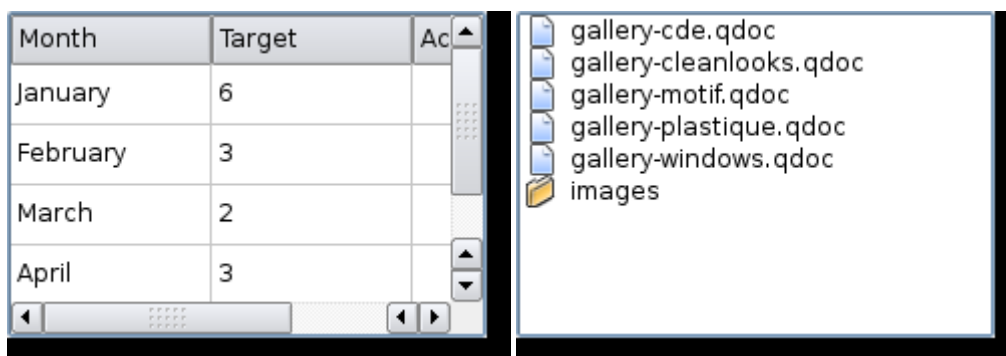 Month Target Ac
January 6
February 3
March 2
April 3
gallery-cde.qdoc
gallery-cleanlooks.qdoc
gallery-motif.qdoc
gallery-plastique.qdoc
gallery-windows.qdoc
images